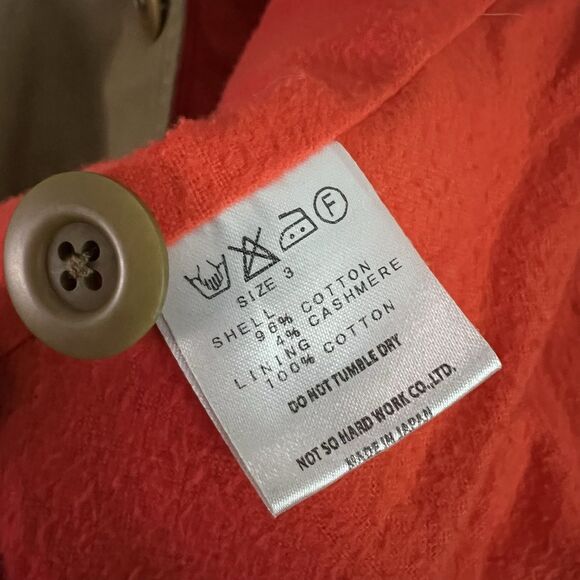 F
SIZE 3
SHELL COTTON
96%
4% CASHMERE
LINING
100% COTTON
DO NOT TUMBLE DRY
NOT SO HARD WORK CO.,LTD.
MADE IN JAPAN